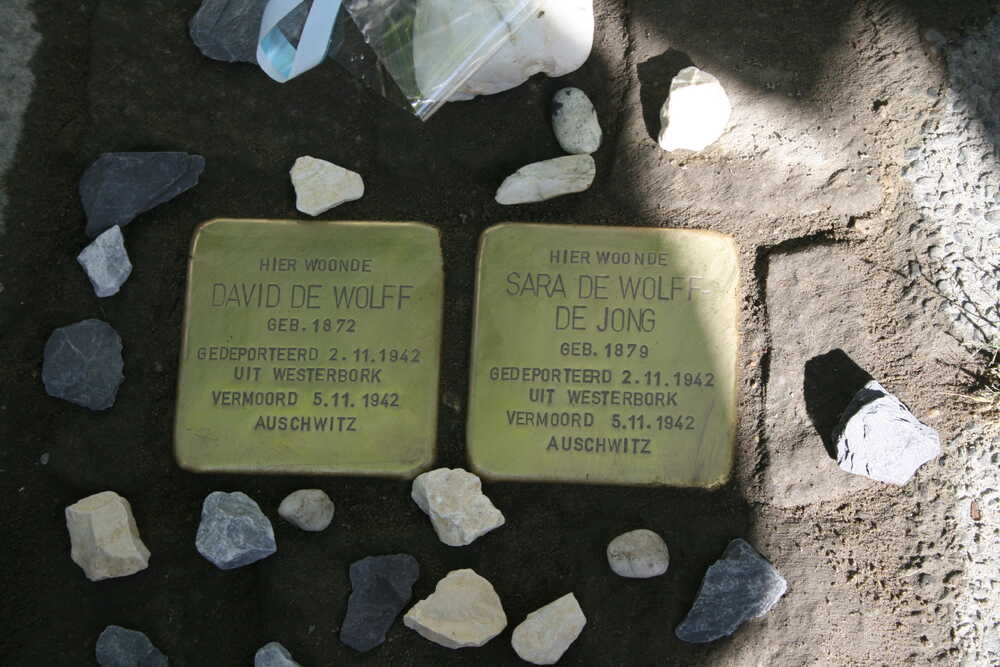 HIER WOONDE
DAVID DE WOLFF
GEB. 1872
GEDEPORTEERD 2.11.1942
UIT WESTERBORK
VERMOORD 5.11.1942
AUSCHWITZ
HIER WOONDE
SARA DE WOLFF-
DE JONG
GEB. 1879
GEDEPORTEERD 2.11.1942
UIT WESTERBORK
VERMOORD 5.11.1942
AUSCHWITZ